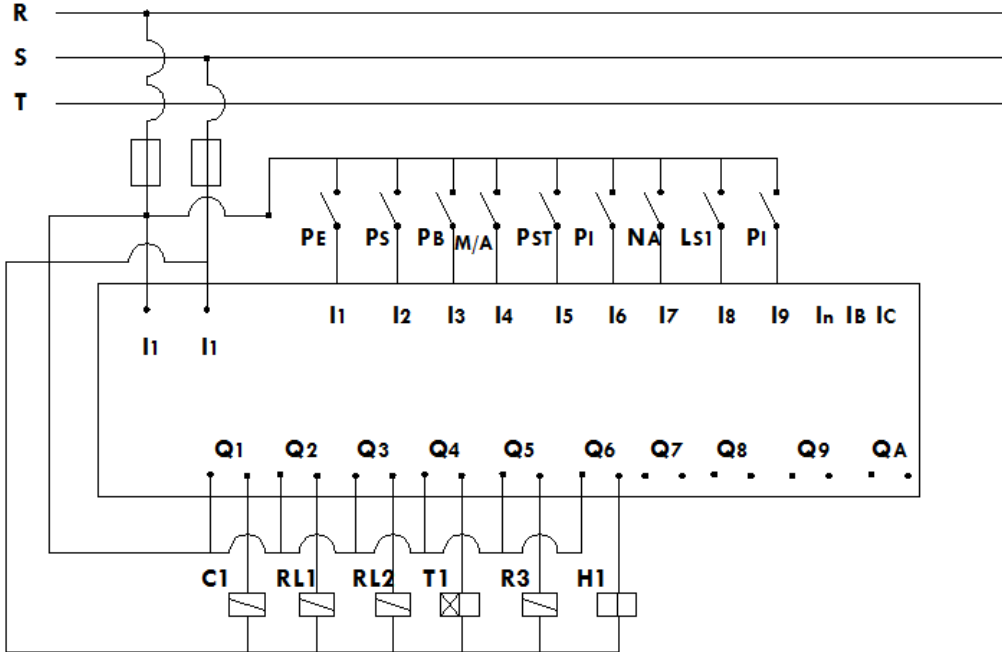 R
S
T
PE PS PB M/A PST PI NA LS1 PI
I1 I2 I3 I4 I5 I6 I7 I8 I9 In IB IC
I1 I1
Q1 Q2 Q3 Q4 Q5 Q6 Q7 Q8 Q9 QA
C1 RL1 RL2 T1 R3 H1